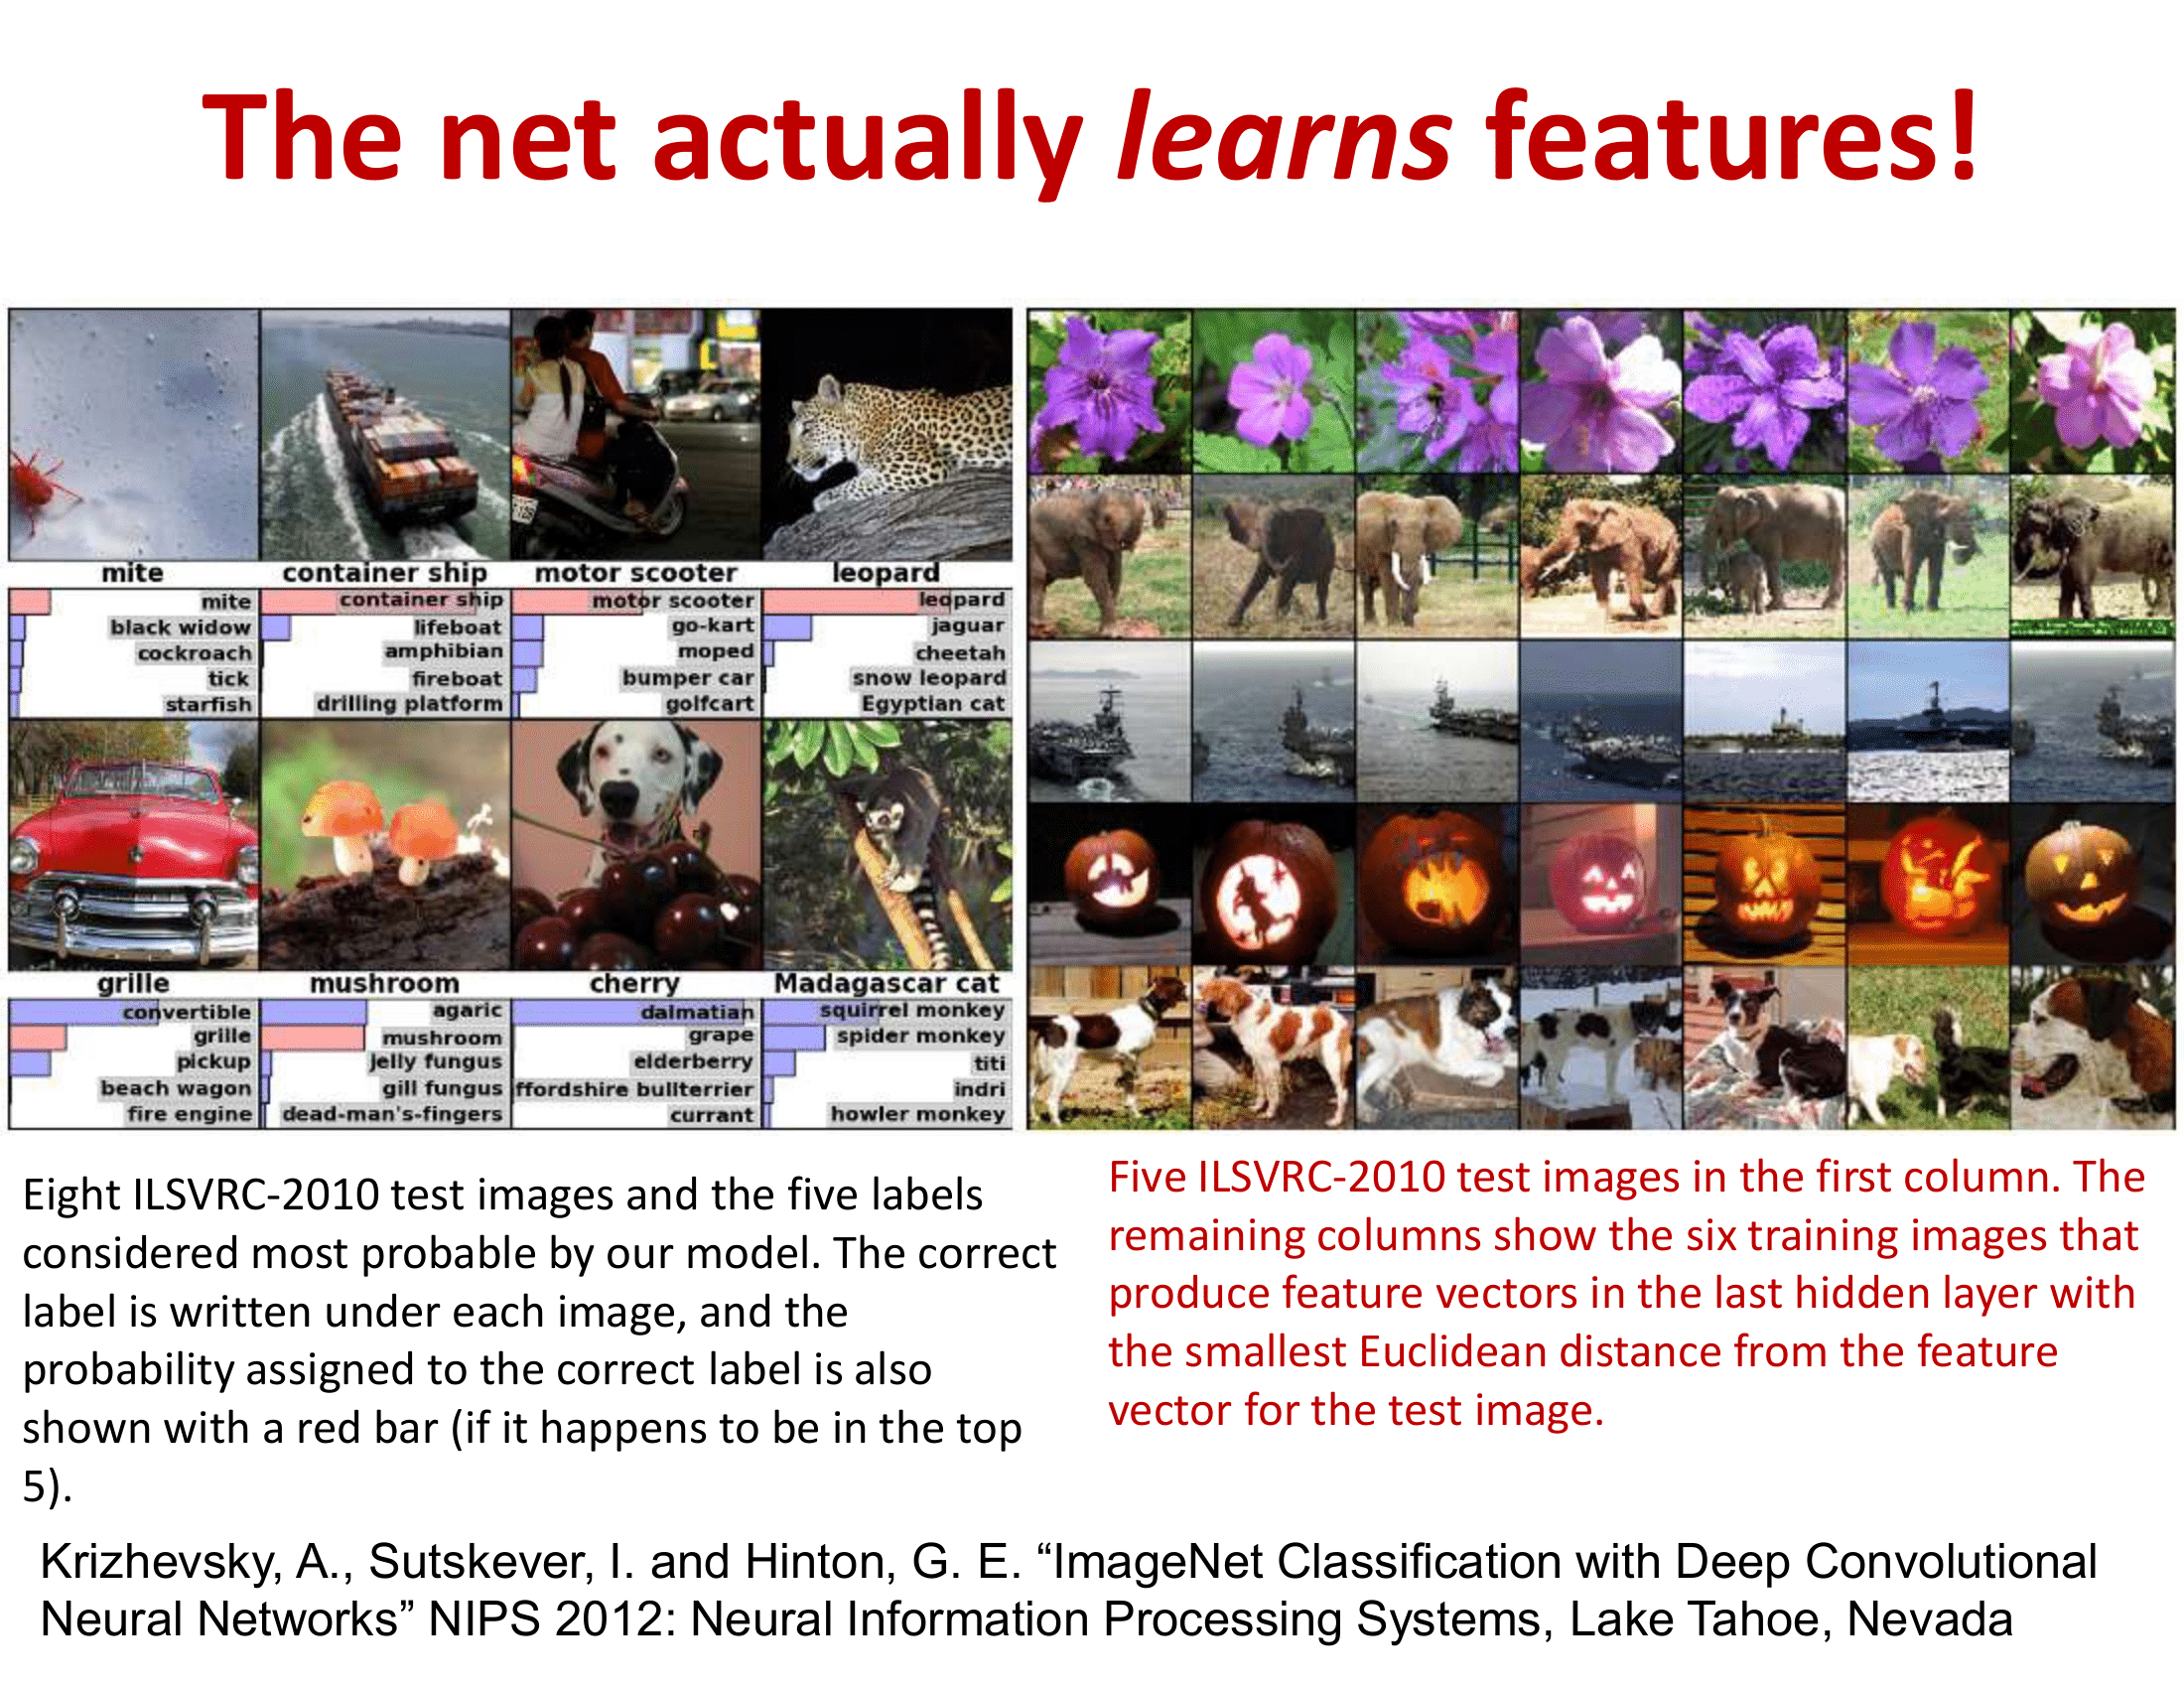 The net actually learns features!
mite
container ship
motor scooter
leopard
mite
black widow
cockroach
tick
starfish
container ship
lifeboat
amphibian
fireboat
drilling platform
motor scooter
go-kart
moped
bumper car
golfcart
leopard
jaguar
cheetah
snow leopard
Egyptian cat
grille
mushroom
cherry
Madagascar cat
convertible
grille
pickup
beach wagon
fire engine
agaric
mushroom
jelly fungus
gill fungus
dead-man's-fingers
dalmatian
grape
elderberry
ffordshire bullterrier
currant
squirrel monkey
spider monkey
titi
indri
howler monkey
Eight ILSVRC-2010 test images and the five labels
considered most probable by our model. The correct
label is written under each image, and the
probability assigned to the correct label is also
shown with a red bar (if it happens to be in the top
5).
Five ILSVRC-2010 test images in the first column. The
remaining columns show the six training images that
produce feature vectors in the last hidden layer with
the smallest Euclidean distance from the feature
vector for the test image.
Krizhevsky, A., Sutskever, I. and Hinton, G. E. “ImageNet Classification with Deep Convolutional
Neural Networks” NIPS 2012: Neural Information Processing Systems, Lake Tahoe, Nevada